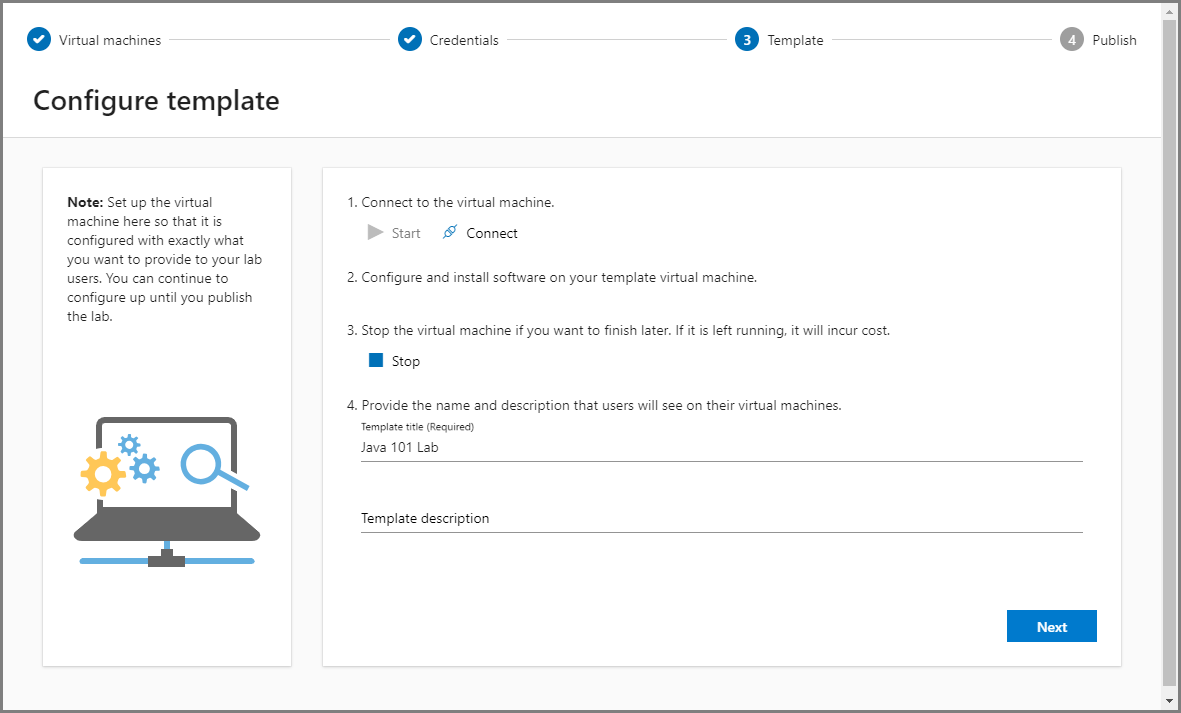 Virtual machines
Credentials
3
Template
4
Publish
Configure template
Note: Set up the virtual
machine here so that it is
configured with exactly what
you want to provide to your lab
users. You can continue to
configure up until you publish
the lab.
1. Connect to the virtual machine.
Start
Connect
2. Configure and install software on your template virtual machine.
3. Stop the virtual machine if you want to finish later. If it is left running, it will incur cost.
Stop
4. Provide the name and description that users will see on their virtual machines.
Template title (Required)
Java 101 Lab
Template description
Next